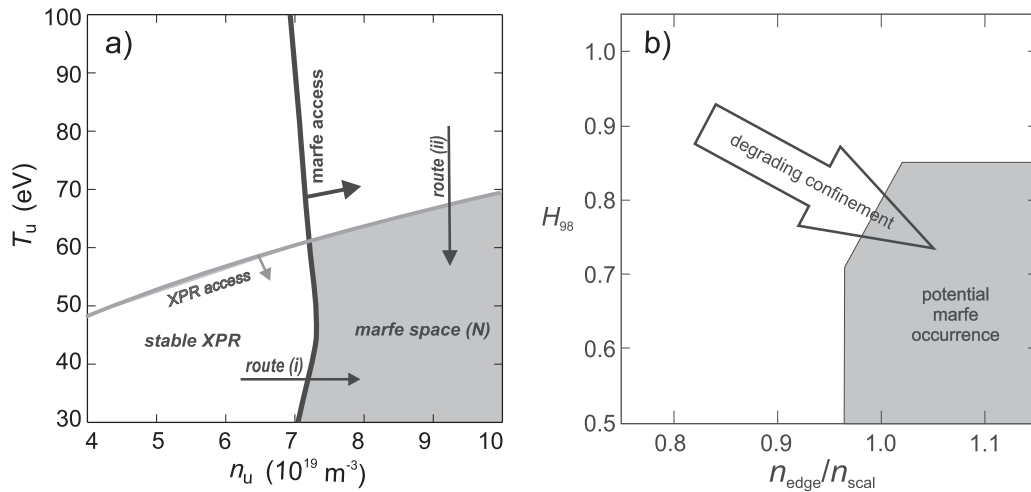 a)
100
90
80
70
60
50
40
30
T_u (eV)
marfe access
route (ii)
XPR access
stable XPR
marfe space (N)
route (i)
4 5 6 7 8 9 10
n_u (10¹⁹ m⁻³)
b)
1.0
0.9
0.8
0.7
0.6
0.5
H₉₈
degrading confinement
potential
marfe
occurrence
0.8 0.9 1.0 1.1
n_edge/n_scal